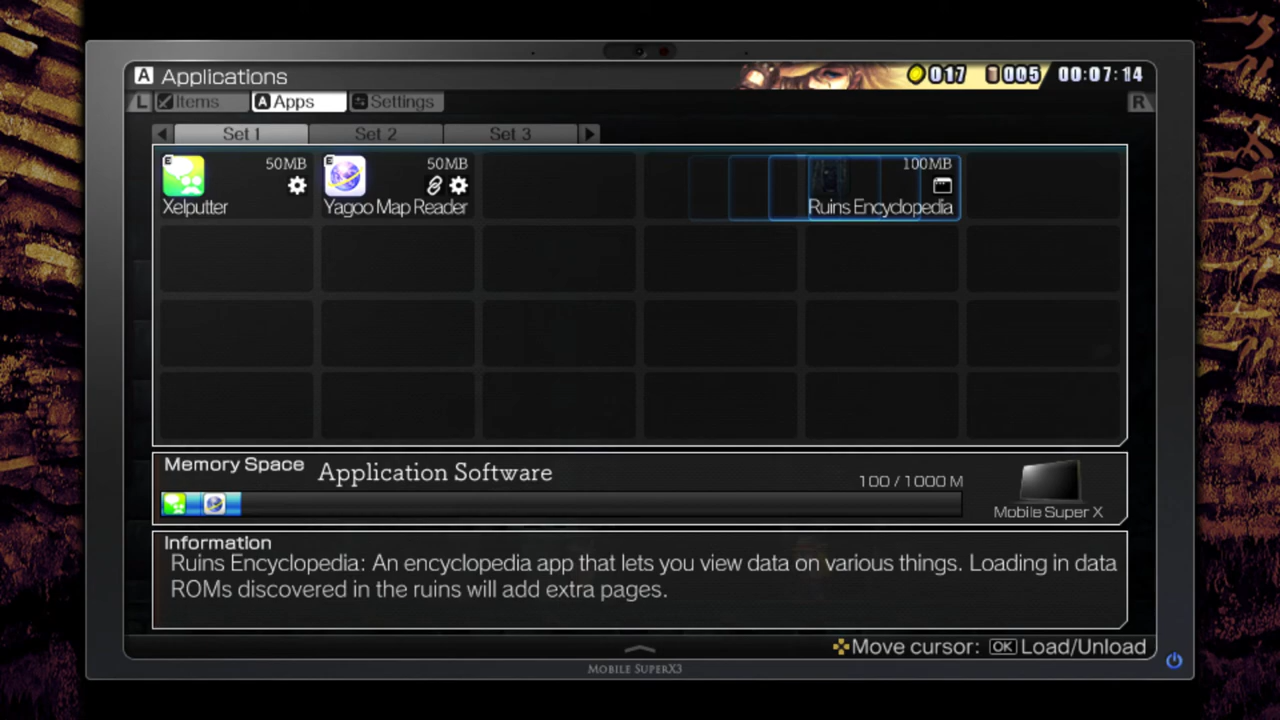 A Applications
017 005 00:07:14
L Items A Apps Settings R
Set 1 Set 2 Set 3
E 50MB E 50MB 100MB
Xelputter Yagoo Map Reader Ruins Encyclopedia
Memory Space Application Software
100 / 1000 M
Mobile Super X
Information
Ruins Encyclopedia: An encyclopedia app that lets you view data on various things. Loading in data
ROMs discovered in the ruins will add extra pages.
Move cursor: OK Load/Unload
MOBILE SUPERX3